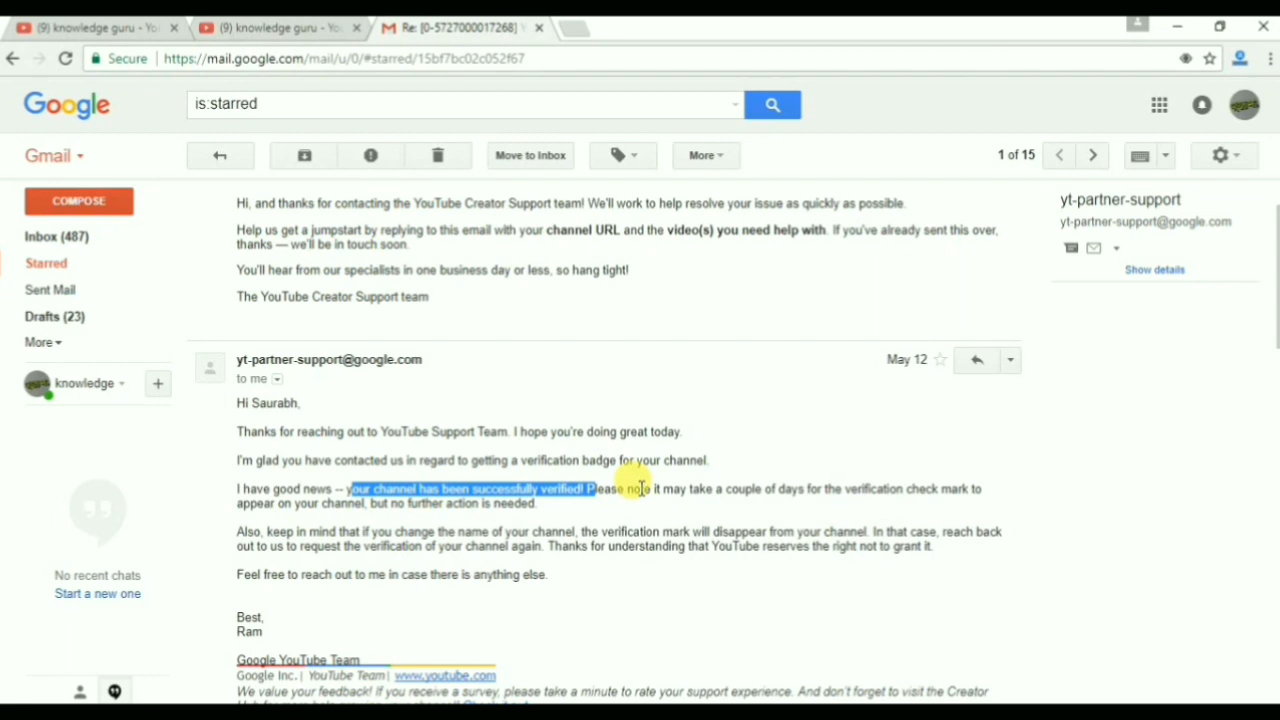 (9) knowledge guru - Yo
(9) knowledge guru - Yo
Re: [0-5727000017268]
Secure
https://mail.google.com/mail/u/0/#starred/15bf7bc02c052f67
Google
is:starred
Gmail
Move to Inbox
More
1 of 15
COMPOSE
Inbox (487)
Starred
Sent Mail
Drafts (23)
More
knowledge
No recent chats
Start a new one
Hi, and thanks for contacting the YouTube Creator Support team! We'll work to help resolve your issue as quickly as possible.
Help us get a jumpstart by replying to this email with your channel URL and the video(s) you need help with. If you've already sent this over,
thanks — we'll be in touch soon.
You'll hear from our specialists in one business day or less, so hang tight!
The YouTube Creator Support team
yt-partner-support@google.com
May 12
to me
Hi Saurabh,
Thanks for reaching out to YouTube Support Team. I hope you're doing great today.
I'm glad you have contacted us in regard to getting a verification badge for your channel.
I have good news -- your channel has been successfully verified! Please note it may take a couple of days for the verification check mark to
appear on your channel, but no further action is needed.
Also, keep in mind that if you change the name of your channel, the verification mark will disappear from your channel. In that case, reach back
out to us to request the verification of your channel again. Thanks for understanding that YouTube reserves the right not to grant it.
Feel free to reach out to me in case there is anything else.
Best,
Ram
Google YouTube Team
Google Inc. | YouTube Team | www.youtube.com
We value your feedback! If you receive a survey, please take a minute to rate your support experience. And don't forget to visit the Creator
yt-partner-support
yt-partner-support@google.com
Show details